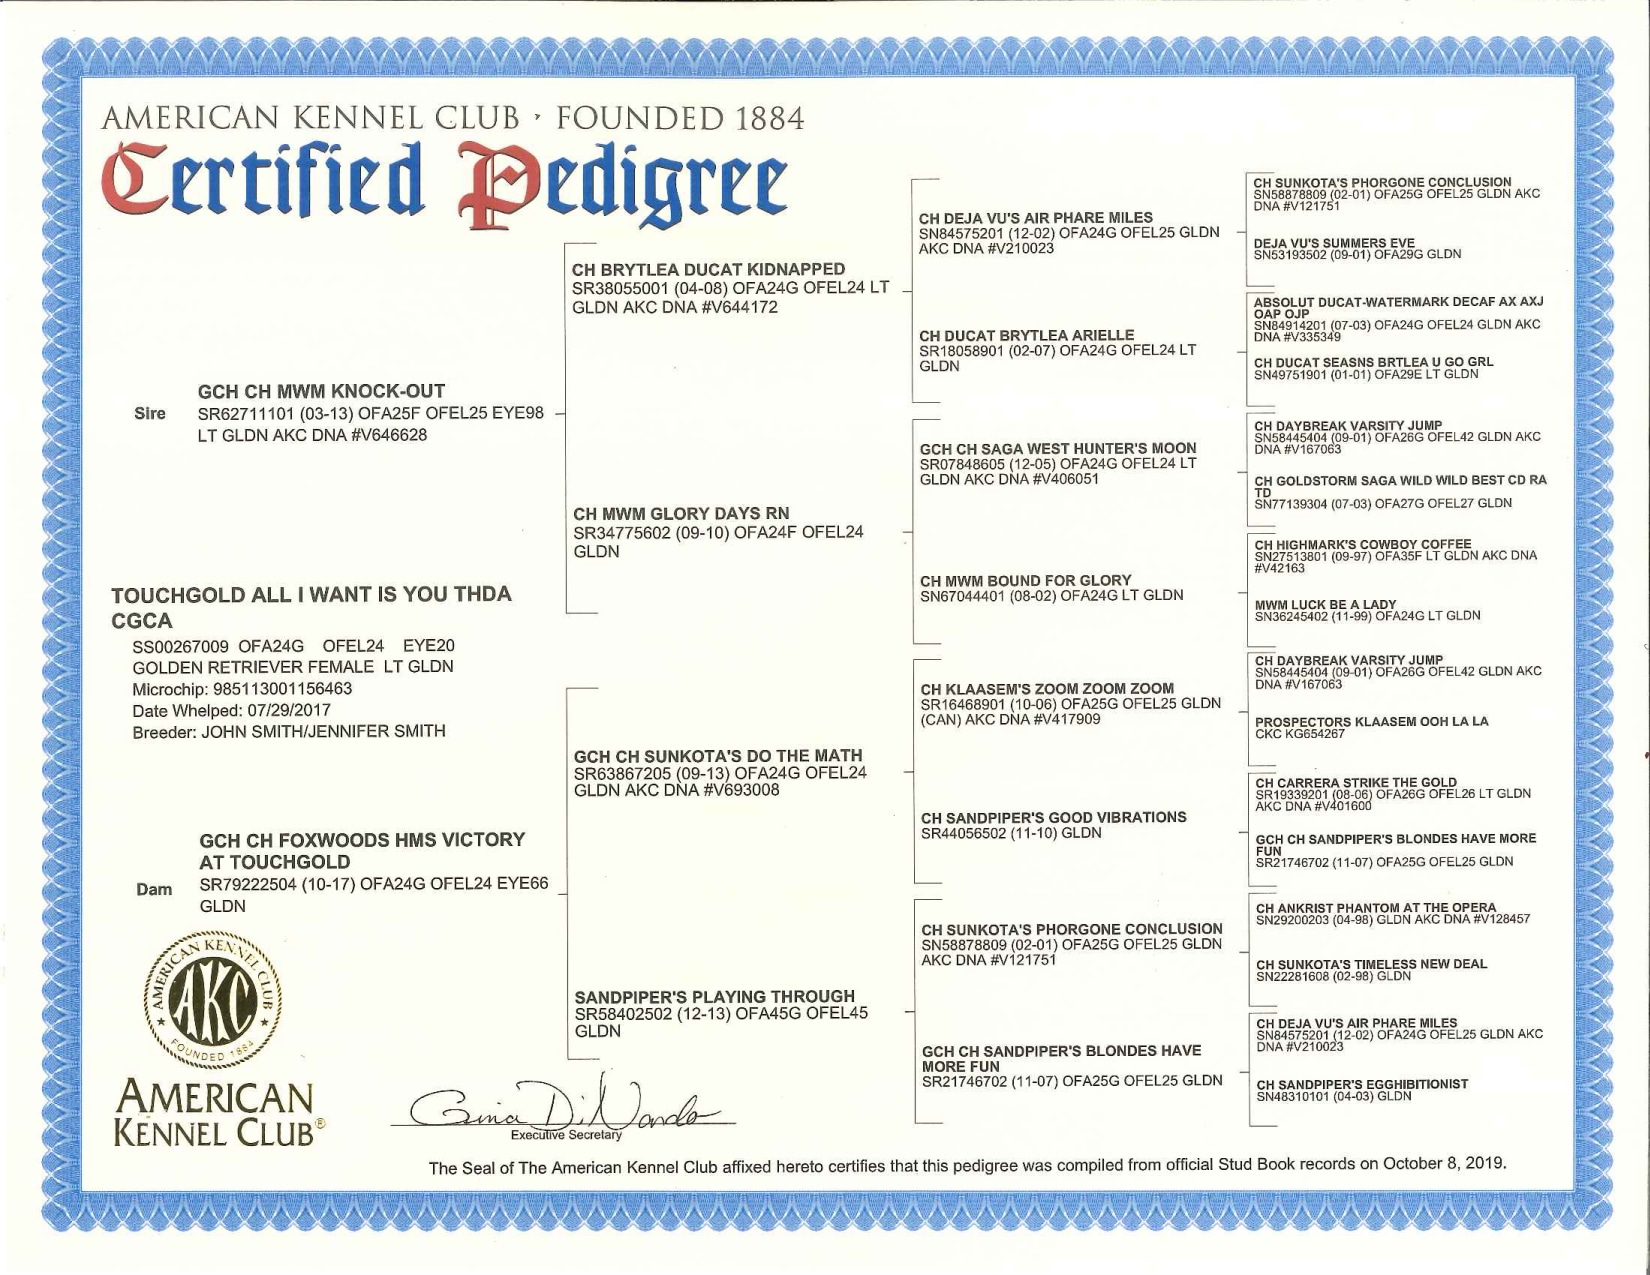 AMERICAN KENNEL CLUB · FOUNDED 1884
Certified Pedigree
Sire
GCH CH MWM KNOCK-OUT
SR62711101 (03-13) OFA25F OFEL25 EYE98
LT GLDN AKC DNA #V646628
TOUCHGOLD ALL I WANT IS YOU THDA
CGCA
SS00267009 OFA24G OFEL24 EYE20
GOLDEN RETRIEVER FEMALE LT GLDN
Microchip: 985113001156463
Date Whelped: 07/29/2017
Breeder: JOHN SMITH/JENNIFER SMITH
Dam
GCH CH FOXWOODS HMS VICTORY
AT TOUCHGOLD
SR79222504 (10-17) OFA24G OFEL24 EYE66
GLDN
CH BRYTLEA DUCAT KIDNAPPED
SR38055001 (04-08) OFA24G OFEL24 LT
GLDN AKC DNA #V644172
CH MWM GLORY DAYS RN
SR34775602 (09-10) OFA24F OFEL24
GLDN
GCH CH SUNKOTA'S DO THE MATH
SR63867205 (09-13) OFA24G OFEL24
GLDN AKC DNA #V693008
SANDPIPER'S PLAYING THROUGH
SR58402502 (12-13) OFA45G OFEL45
GLDN
CH DEJA VU'S AIR PHARE MILES
SN84575201 (12-02) OFA24G OFEL25 GLDN
AKC DNA #V210023
CH DUCAT BRYTLEA ARIELLE
SR18058901 (02-07) OFA24G OFEL24 LT
GLDN
GCH CH SAGA WEST HUNTER'S MOON
SR07848605 (12-05) OFA24G OFEL24 LT
GLDN AKC DNA #V406051
CH MWM BOUND FOR GLORY
SN67044401 (08-02) OFA24G LT GLDN
CH KLAASEM'S ZOOM ZOOM ZOOM
SR16468901 (10-06) OFA25G OFEL25 GLDN
(CAN) AKC DNA #V417909
CH SANDPIPER'S GOOD VIBRATIONS
SR44056502 (11-10) GLDN
CH SUNKOTA'S PHORGONE CONCLUSION
SN58878809 (02-01) OFA25G OFEL25 GLDN
AKC DNA #V121751
GCH CH SANDPIPER'S BLONDES HAVE
MORE FUN
SR21746702 (11-07) OFA25G OFEL25 GLDN
CH SUNKOTA'S PHORGONE CONCLUSION
SN58878809 (02-01) OFA25G OFEL25 GLDN AKC
DNA #V121751
DEJA VU'S SUMMERS EVE
SN53193502 (09-01) OFA29G GLDN
ABSOLUT DUCAT-WATERMARK DECAF AX AXJ
OAP OJP
SN84914201 (07-03) OFA24G OFEL24 GLDN AKC
DNA #V335349
CH DUCAT SEASNS BRTLEA U GO GRL
SN49751901 (01-01) OFA29E LT GLDN
CH DAYBREAK VARSITY JUMP
SN58445404 (09-01) OFA26G OFEL42 GLDN AKC
DNA #V167063
CH GOLDSTORM SAGA WILD WILD BEST CD RA
TD
SN77139304 (07-03) OFA27G OFEL27 GLDN
CH HIGHMARK'S COWBOY COFFEE
SN27513801 (09-97) OFA35F LT GLDN AKC DNA
#V42163
MWM LUCK BE A LADY
SN36245402 (11-99) OFA24G LT GLDN
CH DAYBREAK VARSITY JUMP
SN58445404 (09-01) OFA26G OFEL42 GLDN AKC
DNA #V167063
PROSPECTORS KLAASEM OOH LA LA
CKC KG654267
CH CARRERA STRIKE THE GOLD
SR19339201 (08-06) OFA26G OFEL26 LT GLDN
AKC DNA #V401600
GCH CH SANDPIPER'S BLONDES HAVE MORE
FUN
SR21746702 (11-07) OFA25G OFEL25 GLDN
CH ANKRIST PHANTOM AT THE OPERA
SN29200203 (04-98) GLDN AKC DNA #V128457
CH SUNKOTA'S TIMELESS NEW DEAL
SN22281608 (02-98) GLDN
CH DEJA VU'S AIR PHARE MILES
SN84575201 (12-02) OFA24G OFEL25 GLDN AKC
DNA #V210023
CH SANDPIPER'S EGGHIBITIONIST
SN48310101 (04-03) GLDN
AMERICAN KENNEL CLUB
AKC
FOUNDED 1884
AMERICAN
KENNEL CLUB®
Gina DiNardo
Executive Secretary
The Seal of The American Kennel Club affixed hereto certifies that this pedigree was compiled from official Stud Book records on October 8, 2019.